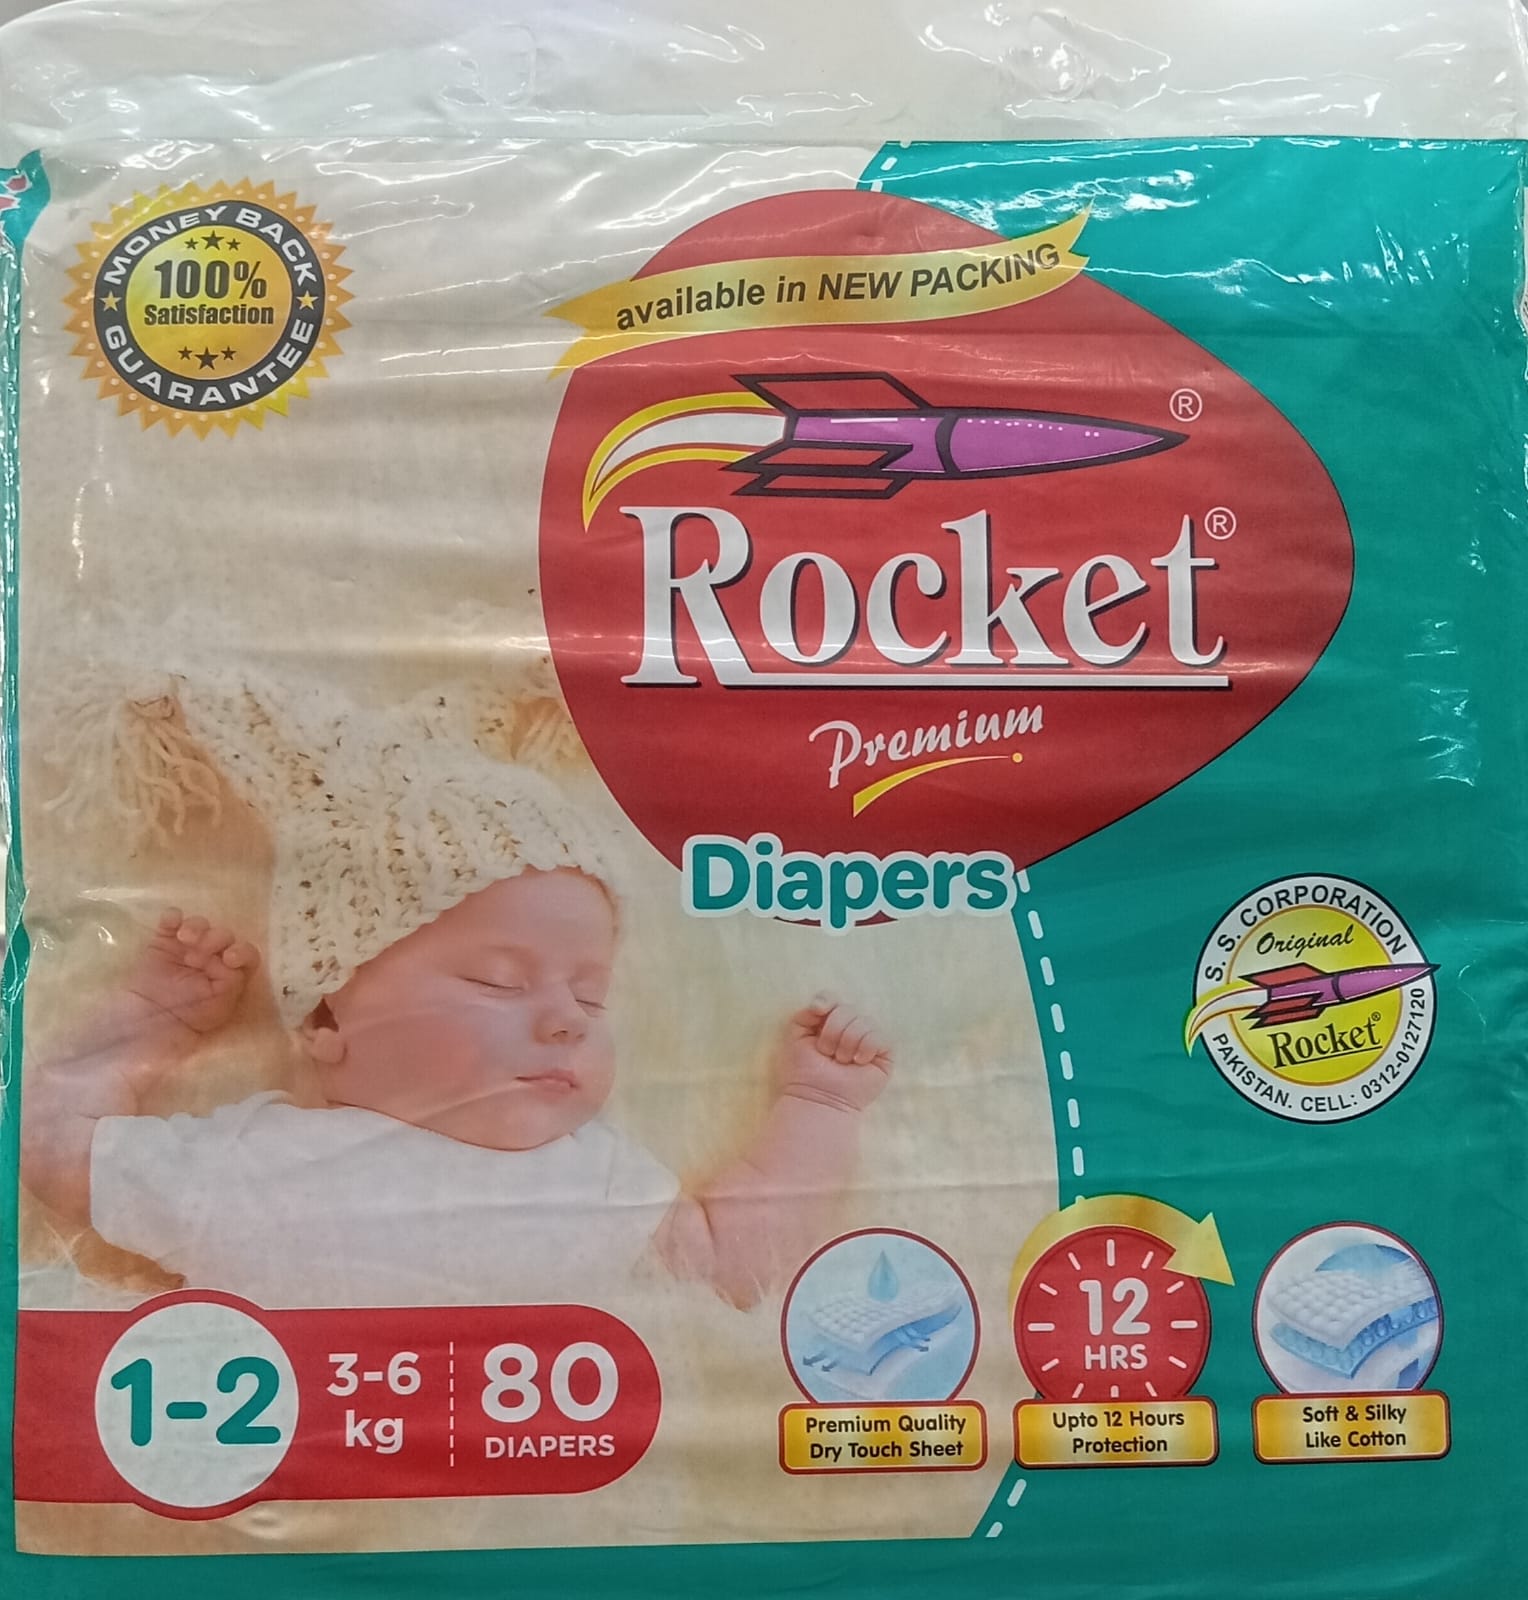 MONEY BACK
100%
Satisfaction
GUARANTEE
available in NEW PACKING
®
Rocket®
Premium
Diapers
S. S. CORPORATION
Original
Rocket®
PAKISTAN. CELL: 0312-0127120
1-2
3-6
kg
80
DIAPERS
12
HRS
Premium Quality
Dry Touch Sheet
Upto 12 Hours
Protection
Soft & Silky
Like Cotton